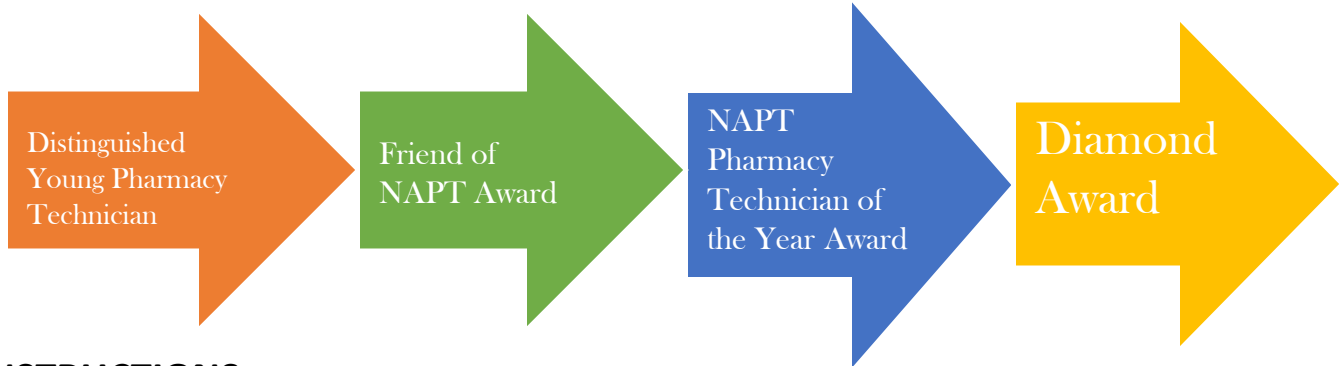 Distinguished
Young Pharmacy
Technician
Friend of
NAPT Award
NAPT
Pharmacy
Technician of
the Year Award
Diamond
Award